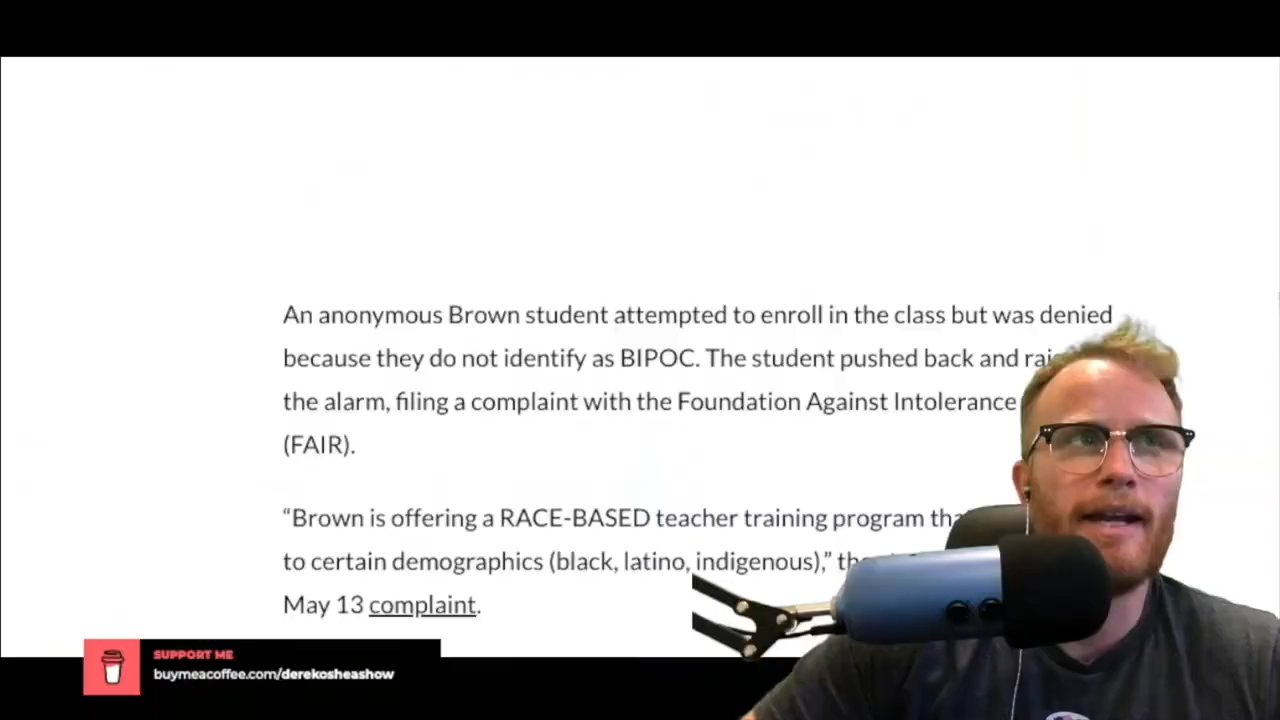 An anonymous Brown student attempted to enroll in the class but was denied
because they do not identify as BIPOC. The student pushed back and
the alarm, filing a complaint with the Foundation Against Intolerance
(FAIR).
“Brown is offering a RACE-BASED teacher training program
to certain demographics (black, latino, indigenous),”
May 13 complaint.
SUPPORT ME
buymeacoffee.com/derekosheashow